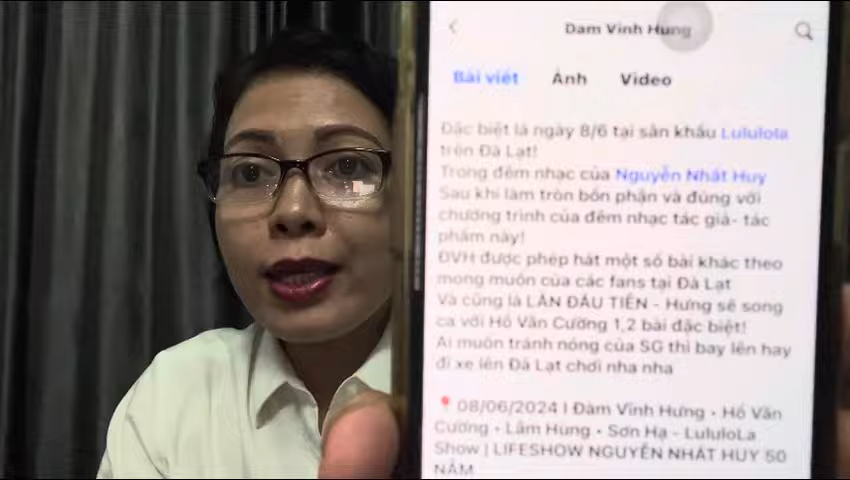 Dam Vinh Hung
Bài viết Ảnh Video
Đặc biệt là ngày 8/6 tại sân khấu Lululola
trên Đà Lạt!
Trong đêm nhạc của Nguyễn Nhất Huy
Sau khi làm tròn bổn phận và đúng với
chương trình của đêm nhạc tác giả- tác
phẩm này!
ĐVH được phép hát một số bài khác theo
mong muốn của các fans tại Đà Lạt
Và cũng là LẦN ĐẦU TIÊN - Hưng sẽ song
ca với Hồ Văn Cường 1,2 bài đặc biệt!
Ai muốn tránh nóng của SG thì bay lên hay
đi xe lên Đà Lạt chơi nha nha
📍 08/06/2024 I Đàm Vĩnh Hưng • Hồ Văn
Cường • Lâm Hùng • Sơn Hạ - LululoLa
Show | LIFESHOW NGUYỄN NHẤT HUY 50
NĂM